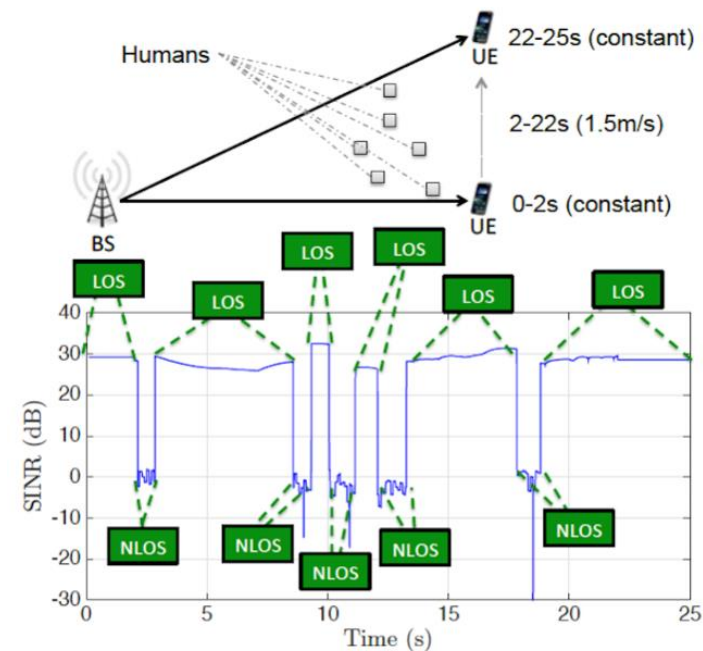 22-25s (constant)
Humans
UE
2-22s (1.5m/s)
0-2s (constant)
BS
UE
LOS
LOS
LOS
LOS
LOS
LOS
40
30
20
10
0
-10
-20
-30
SINR (dB)
NLOS
NLOS
NLOS
NLOS
NLOS
0
5
10
15
20
25
Time (s)